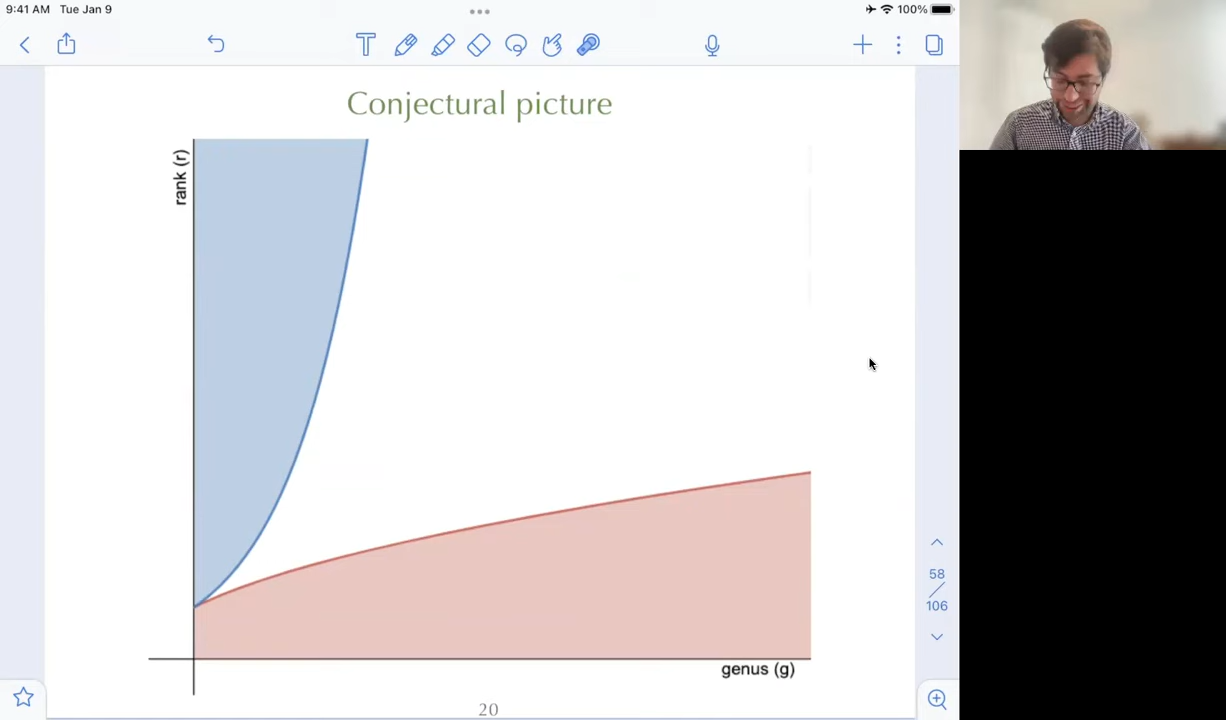 9:41 AM Tue Jan 9
100%
T
Conjectural picture
rank (r)
58
106
genus (g)
20